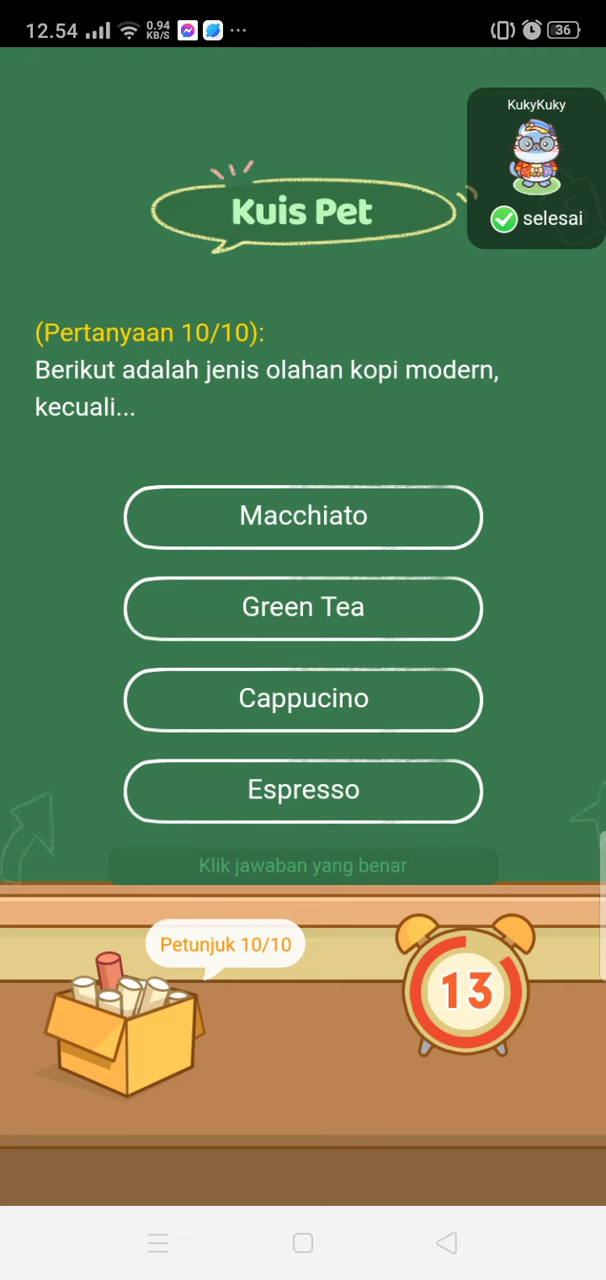 12.54
0.94
KB/S
36
KukyKuky
selesai
Kuis Pet
(Pertanyaan 10/10):
Berikut adalah jenis olahan kopi modern,
kecuali...
Macchiato
Green Tea
Cappucino
Espresso
Klik jawaban yang benar
Petunjuk 10/10
13